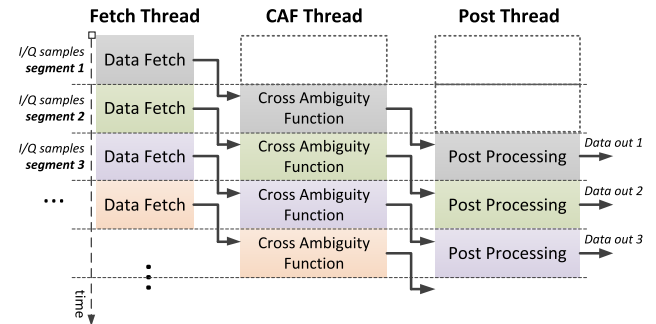 Fetch Thread CAF Thread Post Thread
I/Q samples
segment 1
Data Fetch
I/Q samples
segment 2
Data Fetch
Cross Ambiguity
Function
I/Q samples
segment 3
Data Fetch
Cross Ambiguity
Function
Post Processing
Data out 1
...
Data Fetch
Cross Ambiguity
Function
Post Processing
Data out 2
Cross Ambiguity
Function
Post Processing
Data out 3
time